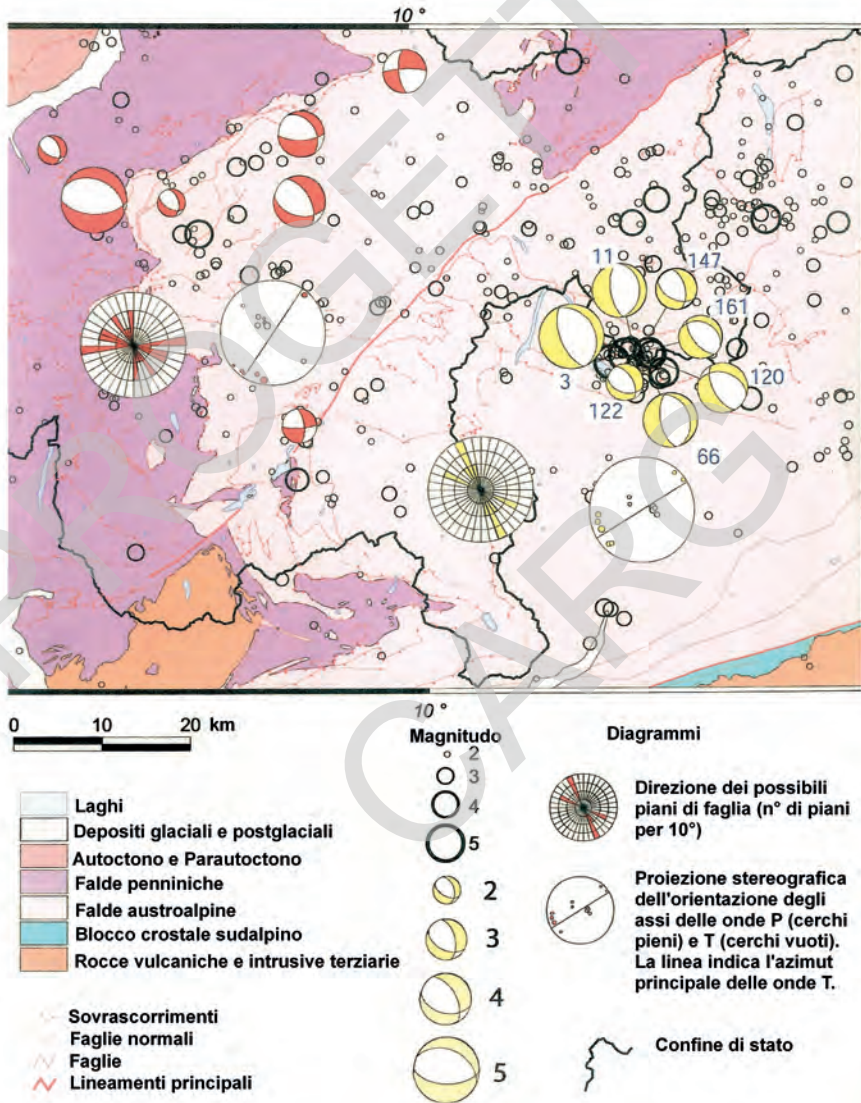 10 °
11
147
161
3
120
122
66
10 °
0 10 20 km
Magnitudo
2
3
4
5
2
3
4
5
Laghi
Depositi glaciali e postglaciali
Autoctono e Parautoctono
Falde penniniche
Falde austroalpine
Blocco crostale sudalpino
Rocce vulcaniche e intrusive terziarie
Sovrascorrimenti
Faglie normali
Faglie
Lineamenti principali
Diagrammi
Direzione dei possibili
piani di faglia (n° di piani
per 10°)
Proiezione stereografica
dell'orientazione degli
assi delle onde P (cerchi
pieni) e T (cerchi vuoti).
La linea indica l'azimut
principale delle onde T.
Confine di stato
PROGETTO
CARG